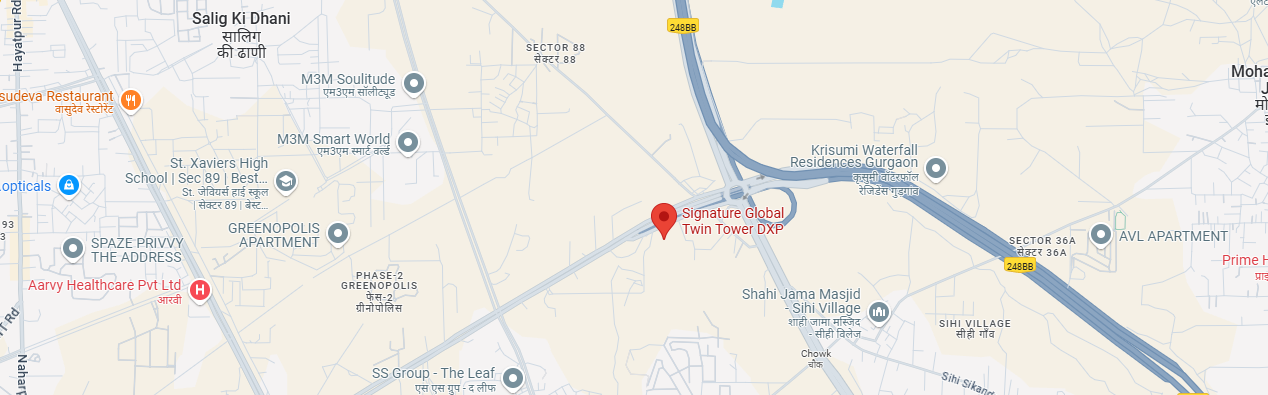 Hayatpur Rd
Salig Ki Dhani
सालिग
की ढाणी
248BB
SECTOR 88
सेक्टर 88
M3M Soulitude
एम3एम सॉलीट्यूड
sudeva Restaurant
वासुदेव रेस्टोरेंट
M3M Smart World
एम3एम स्मार्ट वर्ल्ड
Moha
J
मो
St. Xaviers High
School | Sec 89 | Best...
St. जेवियर्स हाई स्कूल
| सेक्टर 89 | बेस्ट...
Krisumi Waterfall
Residences Gurgaon
कृसुमी वॉटरफ़ॉल
रेजिडेंस गुड़गांव
opticals
Signature Global
Twin Tower DXP
93
SPAZE PRIVVY
THE ADDRESS
GREENOPOLIS
APARTMENT
SECTOR 36A
सेक्टर 36A
AVL APARTMENT
248BB
Prime H
प्राइ
Aarvy Healthcare Pvt Ltd
आरवी
PHASE-2
GREENOPOLIS
फेस-2
ग्रीनोपोलिस
Shahi Jama Masjid
- Sihi Village
शाही जामा मस्जिद
- सीही विलेज
SIHI VILLAGE
सीही गाँव
Chowk
चौक
SS Group - The Leaf
एस एस ग्रुप - द लीफ
Sihi Sikand